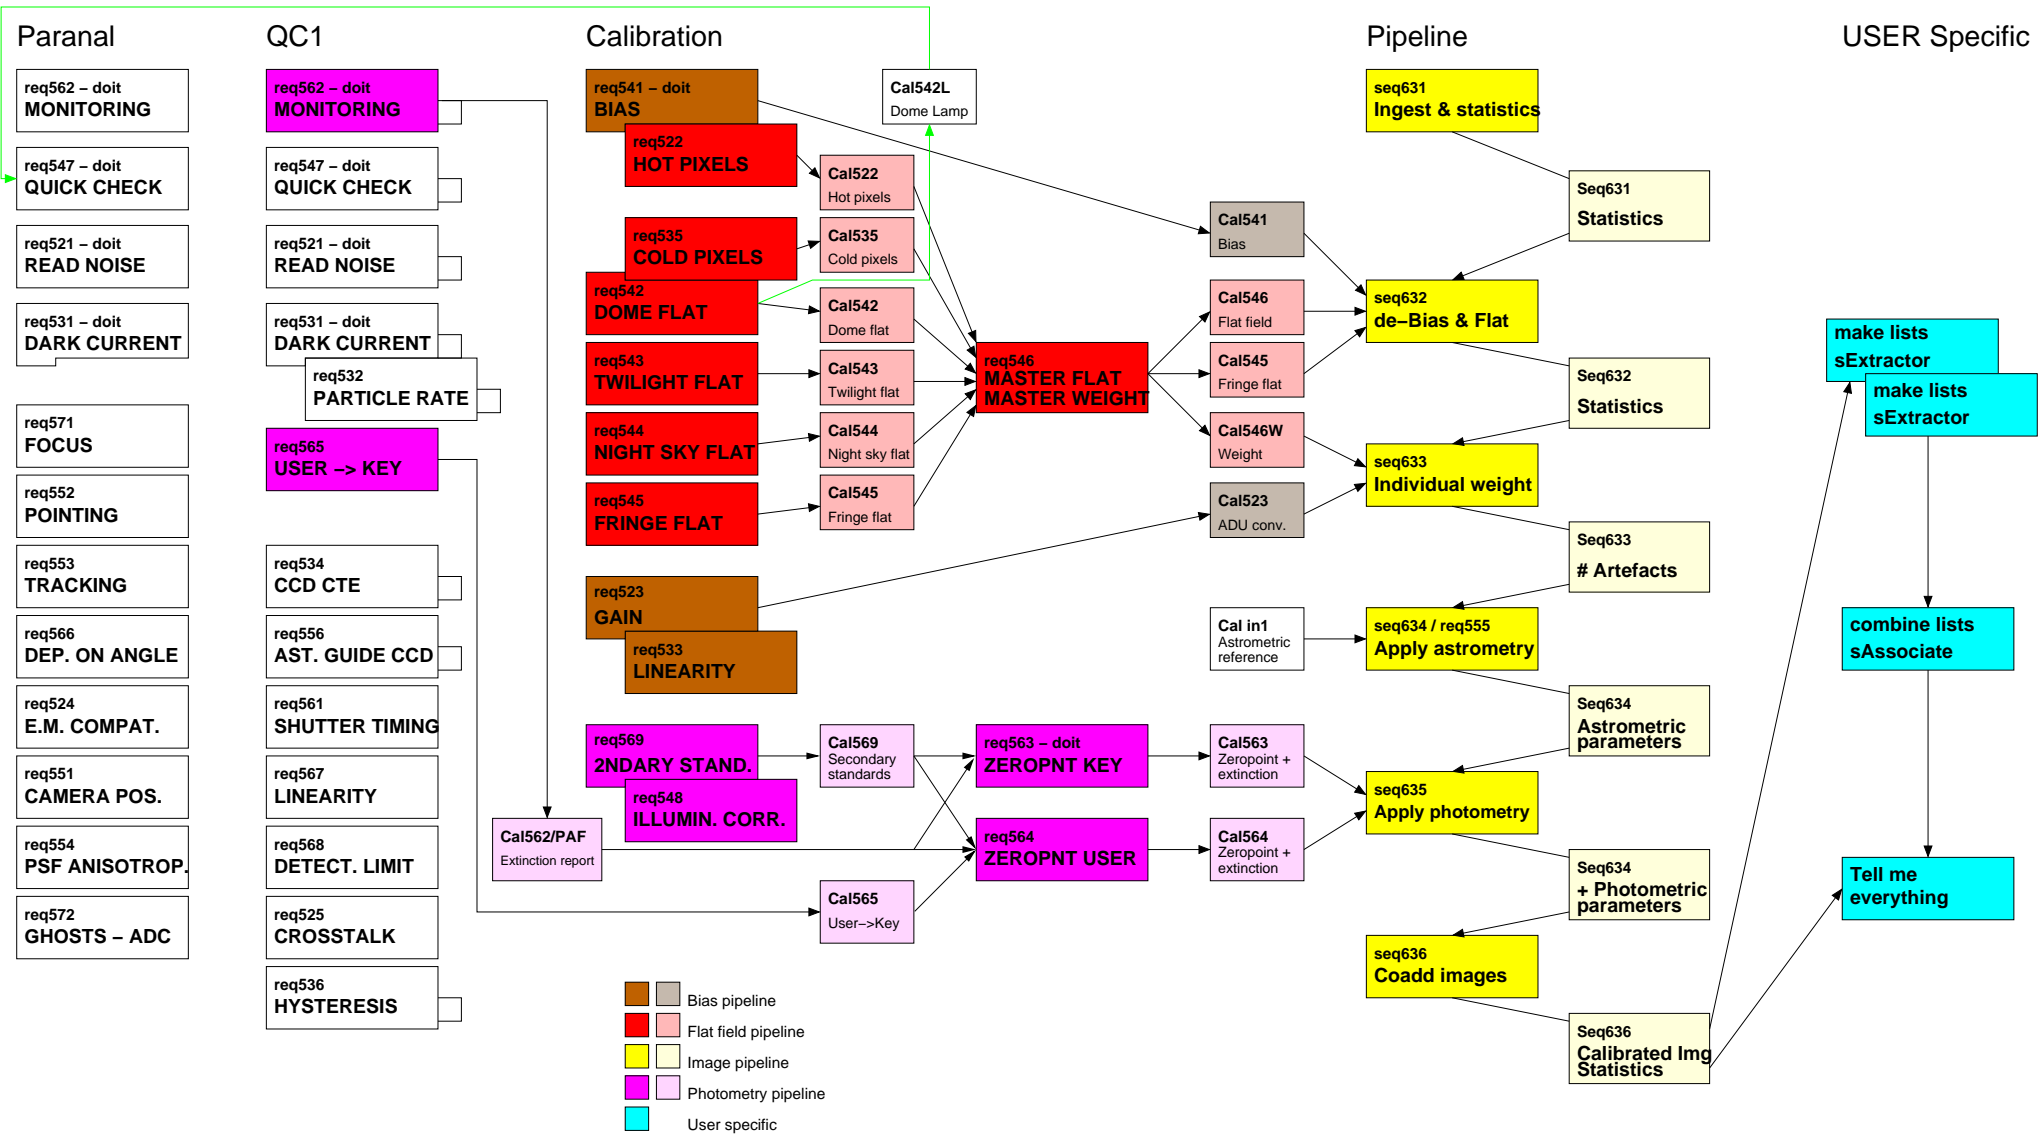 Paranal
QC1
Calibration
Pipeline
USER Specific
req562 – doit
MONITORING
req547 – doit
QUICK CHECK
req521 – doit
READ NOISE
req531 – doit
DARK CURRENT
req571
FOCUS
req552
POINTING
req553
TRACKING
req566
DEP. ON ANGLE
req524
E.M. COMPAT.
req551
CAMERA POS.
req554
PSF ANISOTROP.
req572
GHOSTS – ADC
req562 – doit
MONITORING
req547 – doit
QUICK CHECK
req521 – doit
READ NOISE
req531 – doit
DARK CURRENT
req532
PARTICLE RATE
req565
USER –> KEY
req534
CCD CTE
req556
AST. GUIDE CCD
req561
SHUTTER TIMING
req567
LINEARITY
req568
DETECT. LIMIT
req525
CROSSTALK
req536
HYSTERESIS
req541 – doit
BIAS
req522
HOT PIXELS
req535
COLD PIXELS
req542
DOME FLAT
req543
TWILIGHT FLAT
req544
NIGHT SKY FLAT
req545
FRINGE FLAT
req523
GAIN
req533
LINEARITY
req569
2NDARY STAND.
req548
ILLUMIN. CORR.
Cal562/PAF
Extinction report
Cal542L
Dome Lamp
Cal522
Hot pixels
Cal535
Cold pixels
Cal542
Dome flat
Cal543
Twilight flat
Cal544
Night sky flat
Cal545
Fringe flat
Cal569
Secondary
standards
Cal565
User–>Key
req546
MASTER FLAT
MASTER WEIGHT
req563 – doit
ZEROPNT KEY
req564
ZEROPNT USER
Cal541
Bias
Cal546
Flat field
Cal545
Fringe flat
Cal546W
Weight
Cal523
ADU conv.
Cal in1
Astrometric
reference
Cal563
Zeropoint +
extinction
Cal564
Zeropoint +
extinction
seq631
Ingest & statistics
Seq631
Statistics
seq632
de–Bias & Flat
Seq632
Statistics
seq633
Individual weight
Seq633
# Artefacts
seq634 / req555
Apply astrometry
Seq634
Astrometric
parameters
seq635
Apply photometry
Seq634
+ Photometric
parameters
seq636
Coadd images
Seq636
Calibrated Img
Statistics
make lists
sExtractor
make lists
sExtractor
combine lists
sAssociate
Tell me
everything
Bias pipeline
Flat field pipeline
Image pipeline
Photometry pipeline
User specific